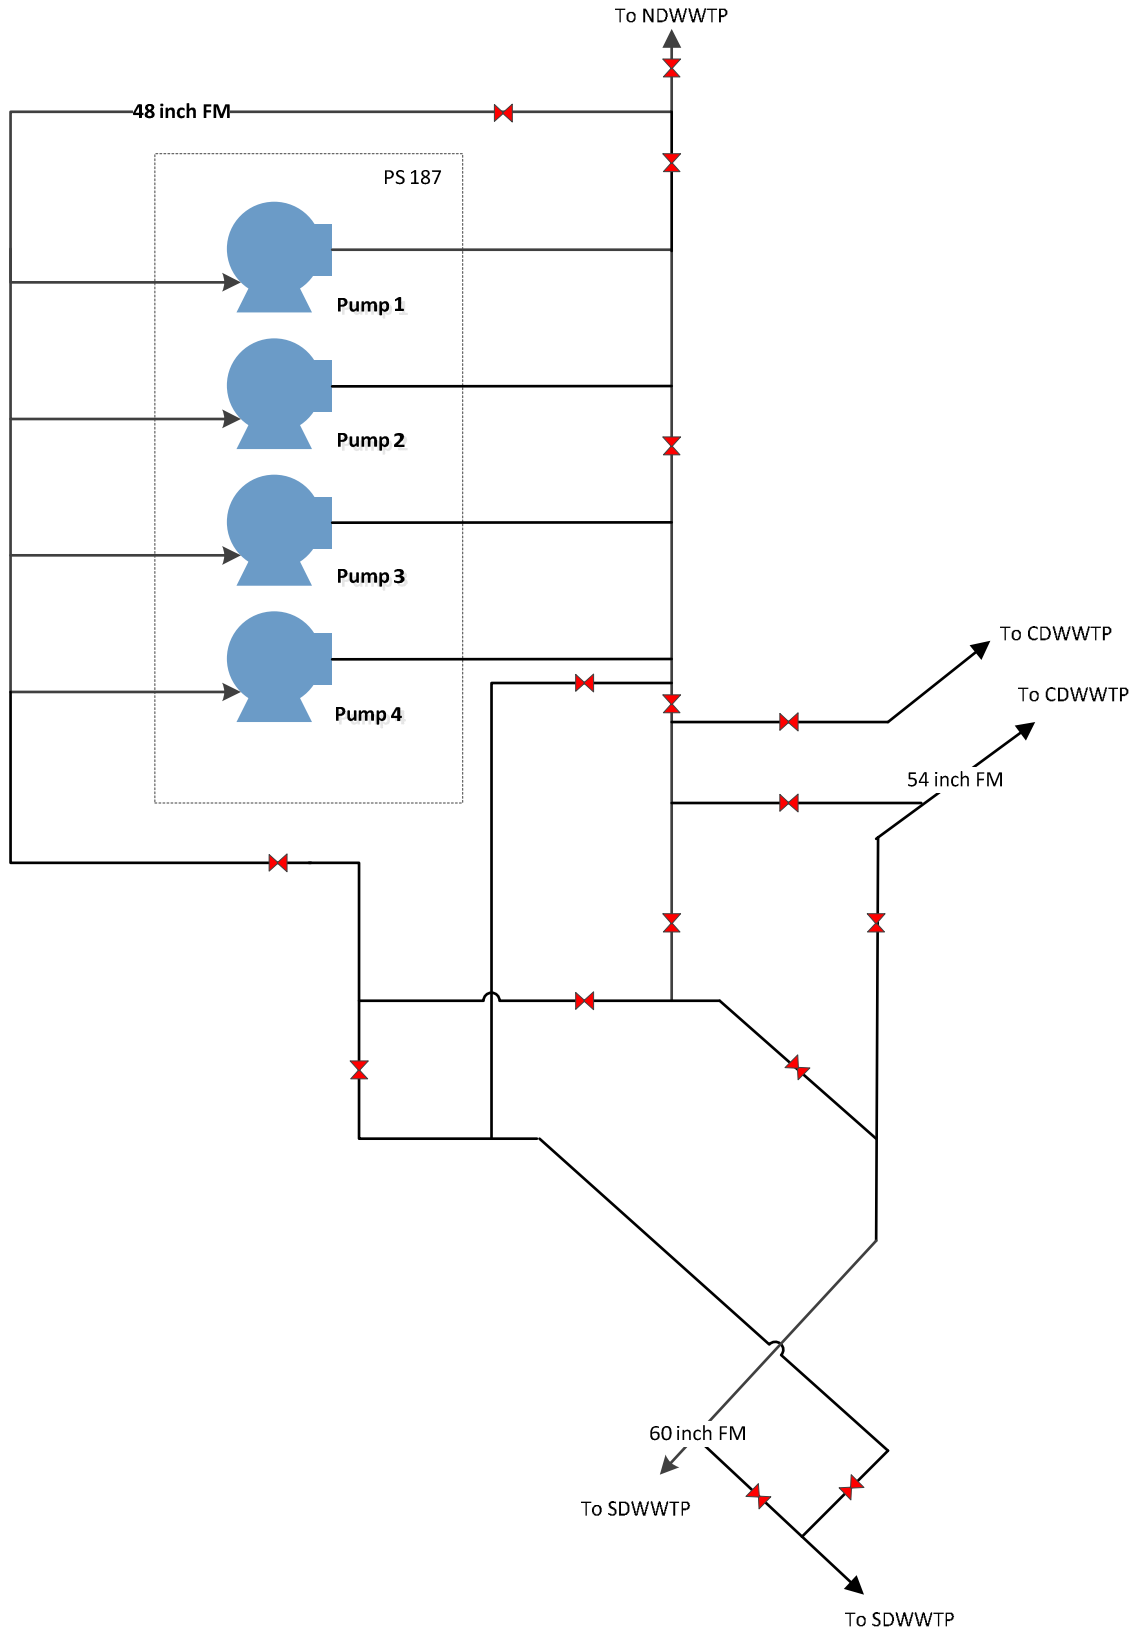 To NDWWTP
48 inch FM
PS 187
Pump 1
Pump 2
Pump 3
To CDWWTP
To CDWWTP
Pump 4
54 inch FM
60 inch FM
To SDWWTP
To SDWWTP